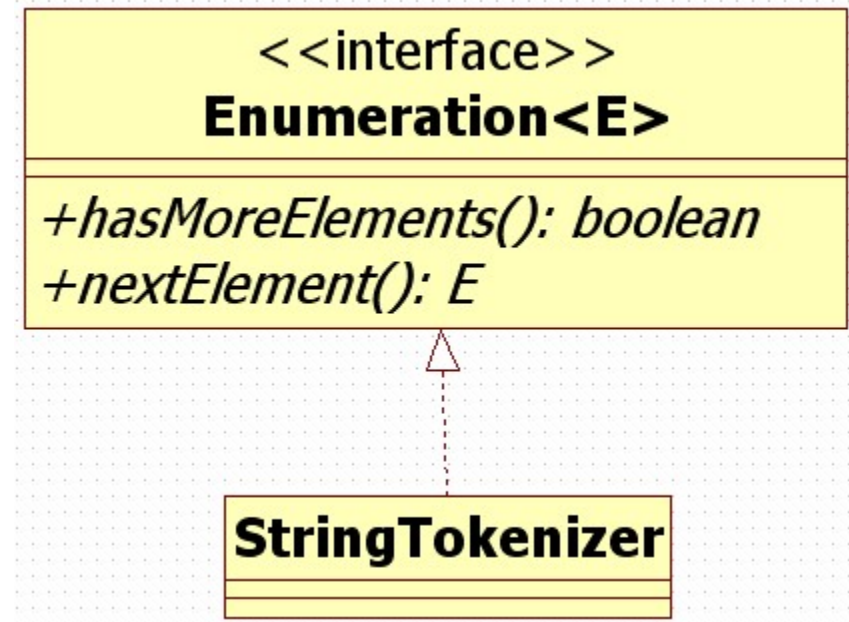 <<interface>>
Enumeration<E>
+hasMoreElements(): boolean
+nextElement(): E
StringTokenizer